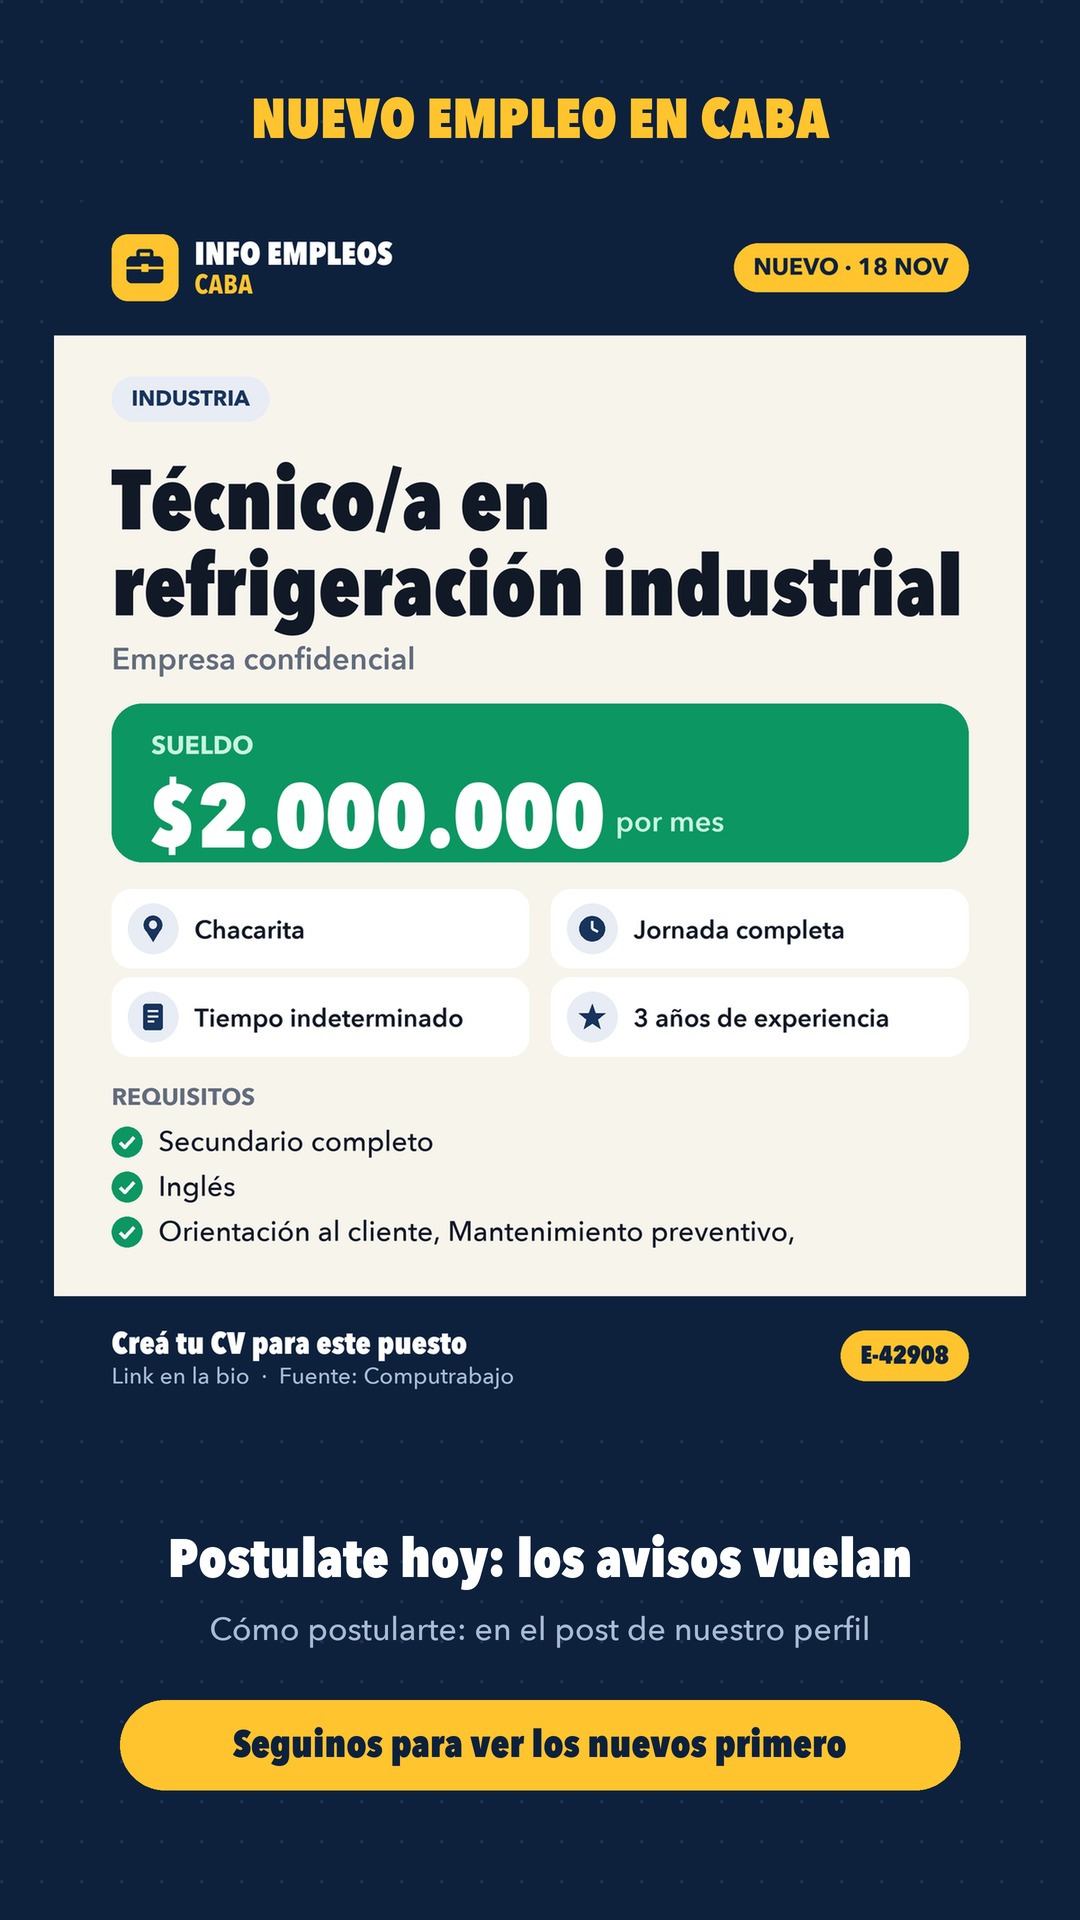 NUEVO EMPLEO EN CABA
INFO EMPLEOS
CABA
NUEVO · 18 NOV
INDUSTRIA
Técnico/a en
refrigeración industrial
Empresa confidencial
SUELDO
$2.000.000 por mes
Chacarita
Jornada completa
Tiempo indeterminado
3 años de experiencia
REQUISITOS
Secundario completo
Inglés
Orientación al cliente, Mantenimiento preventivo,
Creá tu CV para este puesto
Link en la bio · Fuente: Computrabajo
E-42908
Postulate hoy: los avisos vuelan
Cómo postularte: en el post de nuestro perfil
Seguinos para ver los nuevos primero